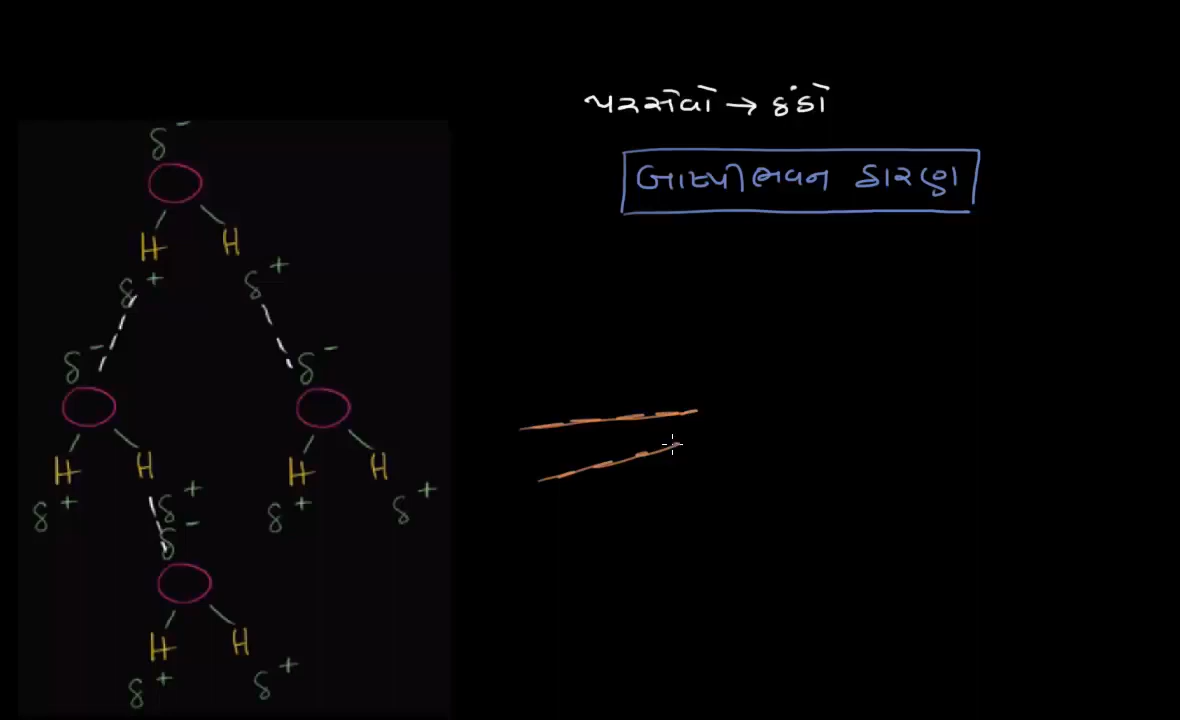 પરસેવો → ઠંડો
બાષ્પીભવન કારણ
δ⁻
H H
δ⁺ δ⁺
δ⁻ δ⁻
H H H H
δ⁺ δ⁺ δ⁺ δ⁺
δ⁻
H H
δ⁺ δ⁺